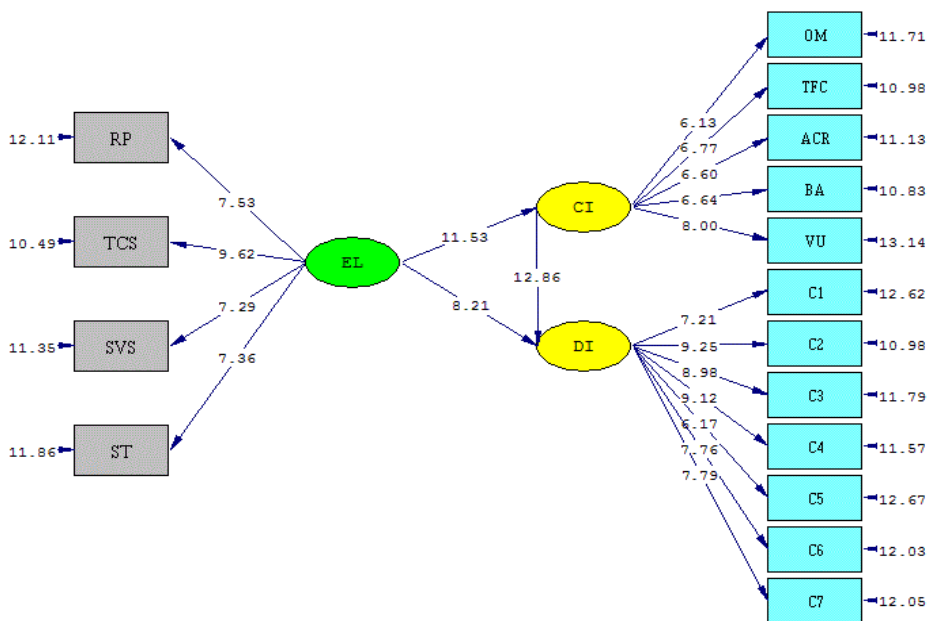 OM
11.71
TFC
10.98
6.13
12.11
RP
6.77
ACR
11.13
6.60
BA
10.83
6.64
7.53
CI
8.00
VU
13.14
10.49
TCS
9.62
11.53
EL
12.86
C1
12.62
8.21
7.21
7.29
C2
10.98
9.25
11.35
SVS
DI
7.36
8.98
C3
11.79
9.12
6.17
C4
11.57
11.86
ST
7.76
7.79
C5
12.67
C6
12.03
C7
12.05